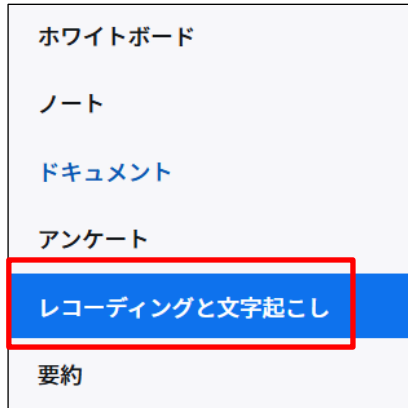 ホワイトボード
ノート
ドキュメント
アンケート
レコーディングと文字起こし
要約